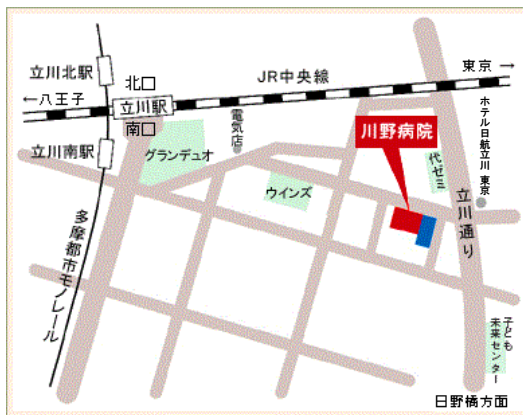 立川北駅
北口
JR中央線
東京 →
←八王子
立川駅
南口
立川南駅
グランデュオ
電気店
川野病院
ホテル日航立川 東京
代ゼミ
ウインズ
立川通り
多摩都市モノレール
子ども
未来センター
日野橋方面